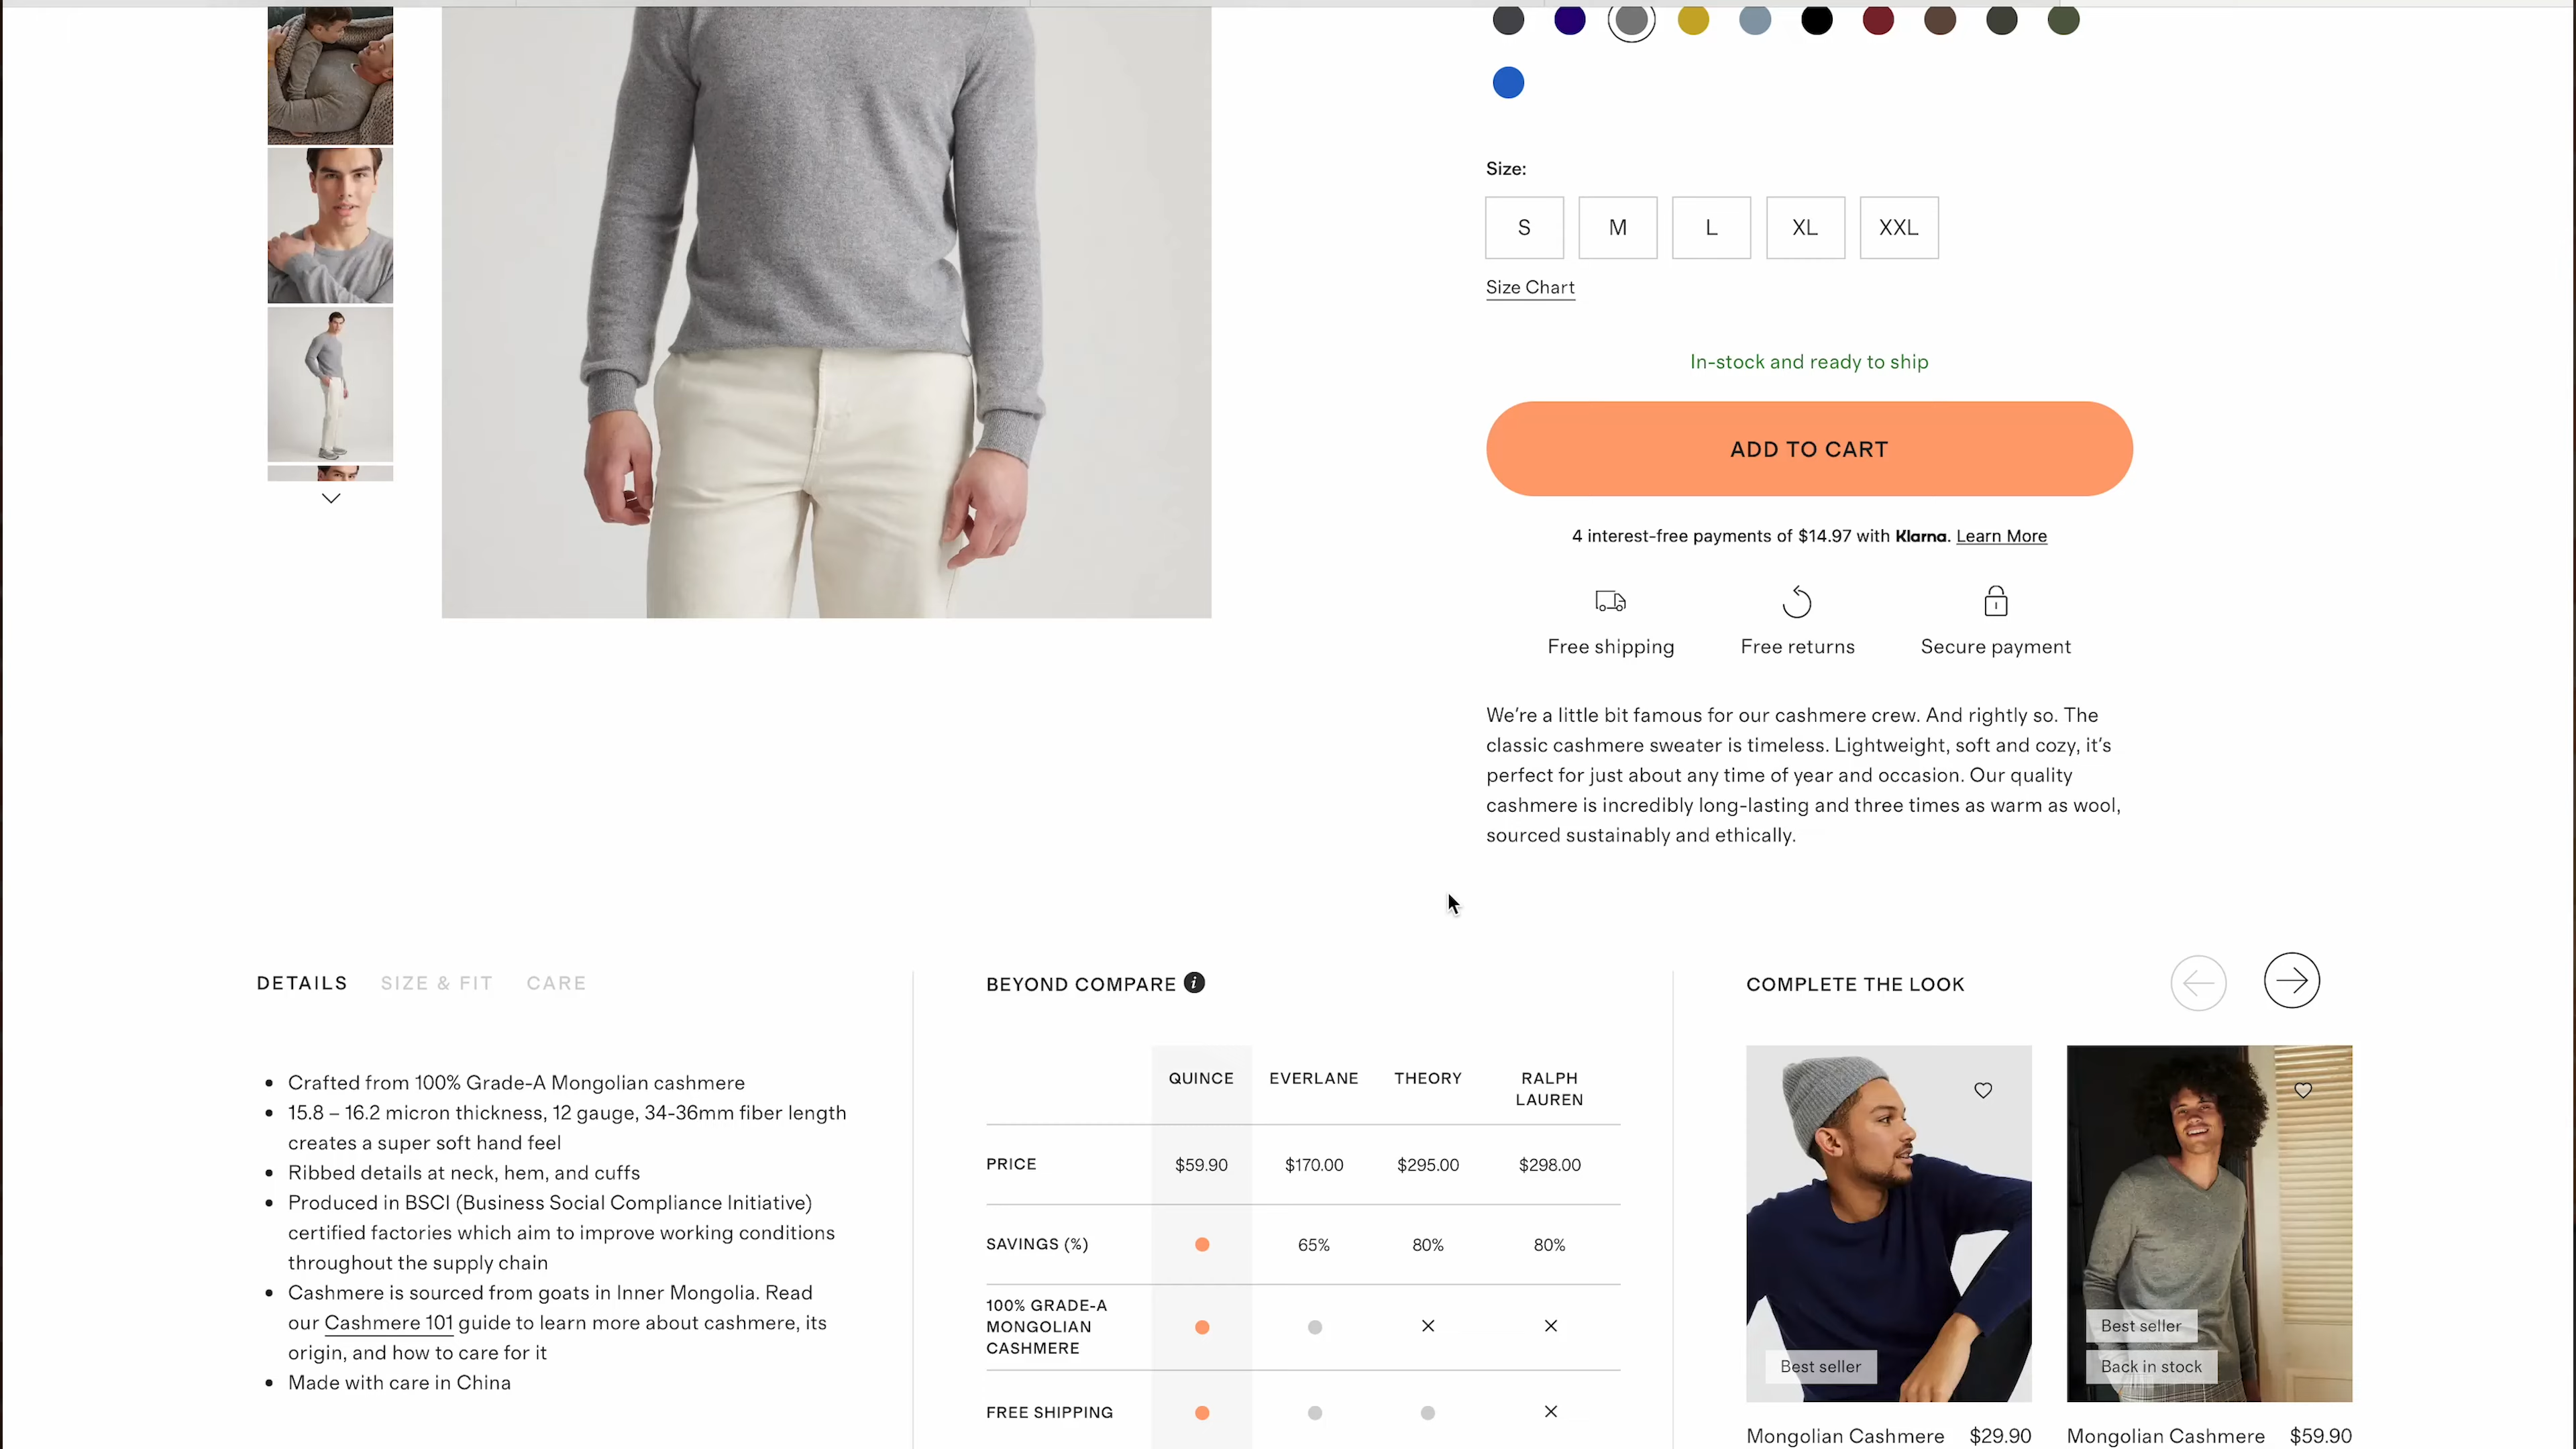 Size:
S
M
L
XL
XXL
Size Chart
In-stock and ready to ship
ADD TO CART
4 interest-free payments of $14.97 with Klarna. Learn More
Free shipping
Free returns
Secure payment
We're a little bit famous for our cashmere crew. And rightly so. The
classic cashmere sweater is timeless. Lightweight, soft and cozy, it's
perfect for just about any time of year and occasion. Our quality
cashmere is incredibly long-lasting and three times as warm as wool,
sourced sustainably and ethically.
DETAILS
SIZE & FIT
CARE
Crafted from 100% Grade-A Mongolian cashmere
15.8 – 16.2 micron thickness, 12 gauge, 34-36mm fiber length
creates a super soft hand feel
Ribbed details at neck, hem, and cuffs
Produced in BSCI (Business Social Compliance Initiative)
certified factories which aim to improve working conditions
throughout the supply chain
Cashmere is sourced from goats in Inner Mongolia. Read
our Cashmere 101 guide to learn more about cashmere, its
origin, and how to care for it
Made with care in China
BEYOND COMPARE i
QUINCE
EVERLANE
THEORY
RALPH
LAUREN
PRICE
$59.90
$170.00
$295.00
$298.00
SAVINGS (%)
65%
80%
80%
100% GRADE-A
MONGOLIAN
CASHMERE
FREE SHIPPING
COMPLETE THE LOOK
Best seller
Mongolian Cashmere
$29.90
Best seller
Back in stock
Mongolian Cashmere
$59.90